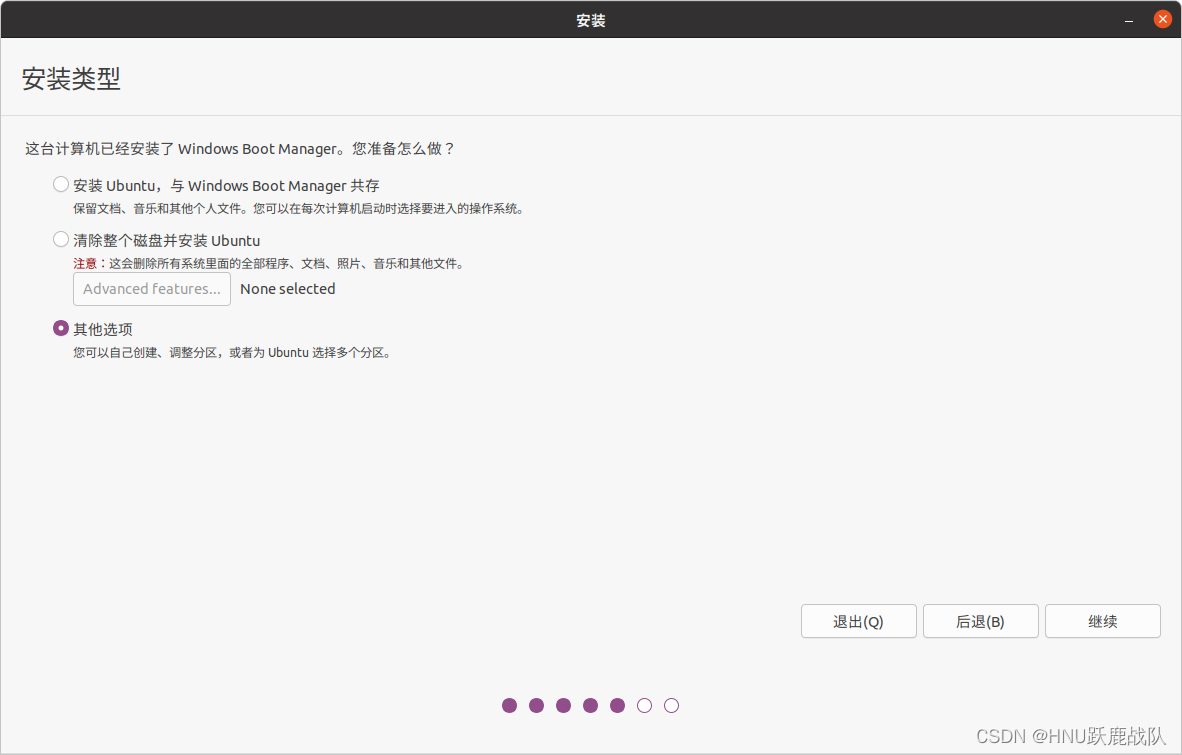 安装
安装类型
这台计算机已经安装了 Windows Boot Manager。您准备怎么做？
安装 Ubuntu，与 Windows Boot Manager 共存
保留文档、音乐和其他个人文件。您可以在每次计算机启动时选择要进入的操作系统。
清除整个磁盘并安装 Ubuntu
注意：这会删除所有系统里面的全部程序、文档、照片、音乐和其他文件。
Advanced features... None selected
其他选项
您可以自己创建、调整分区，或者为 Ubuntu 选择多个分区。
退出(Q) 后退(B) 继续
CSDN @HNU跃鹿战队